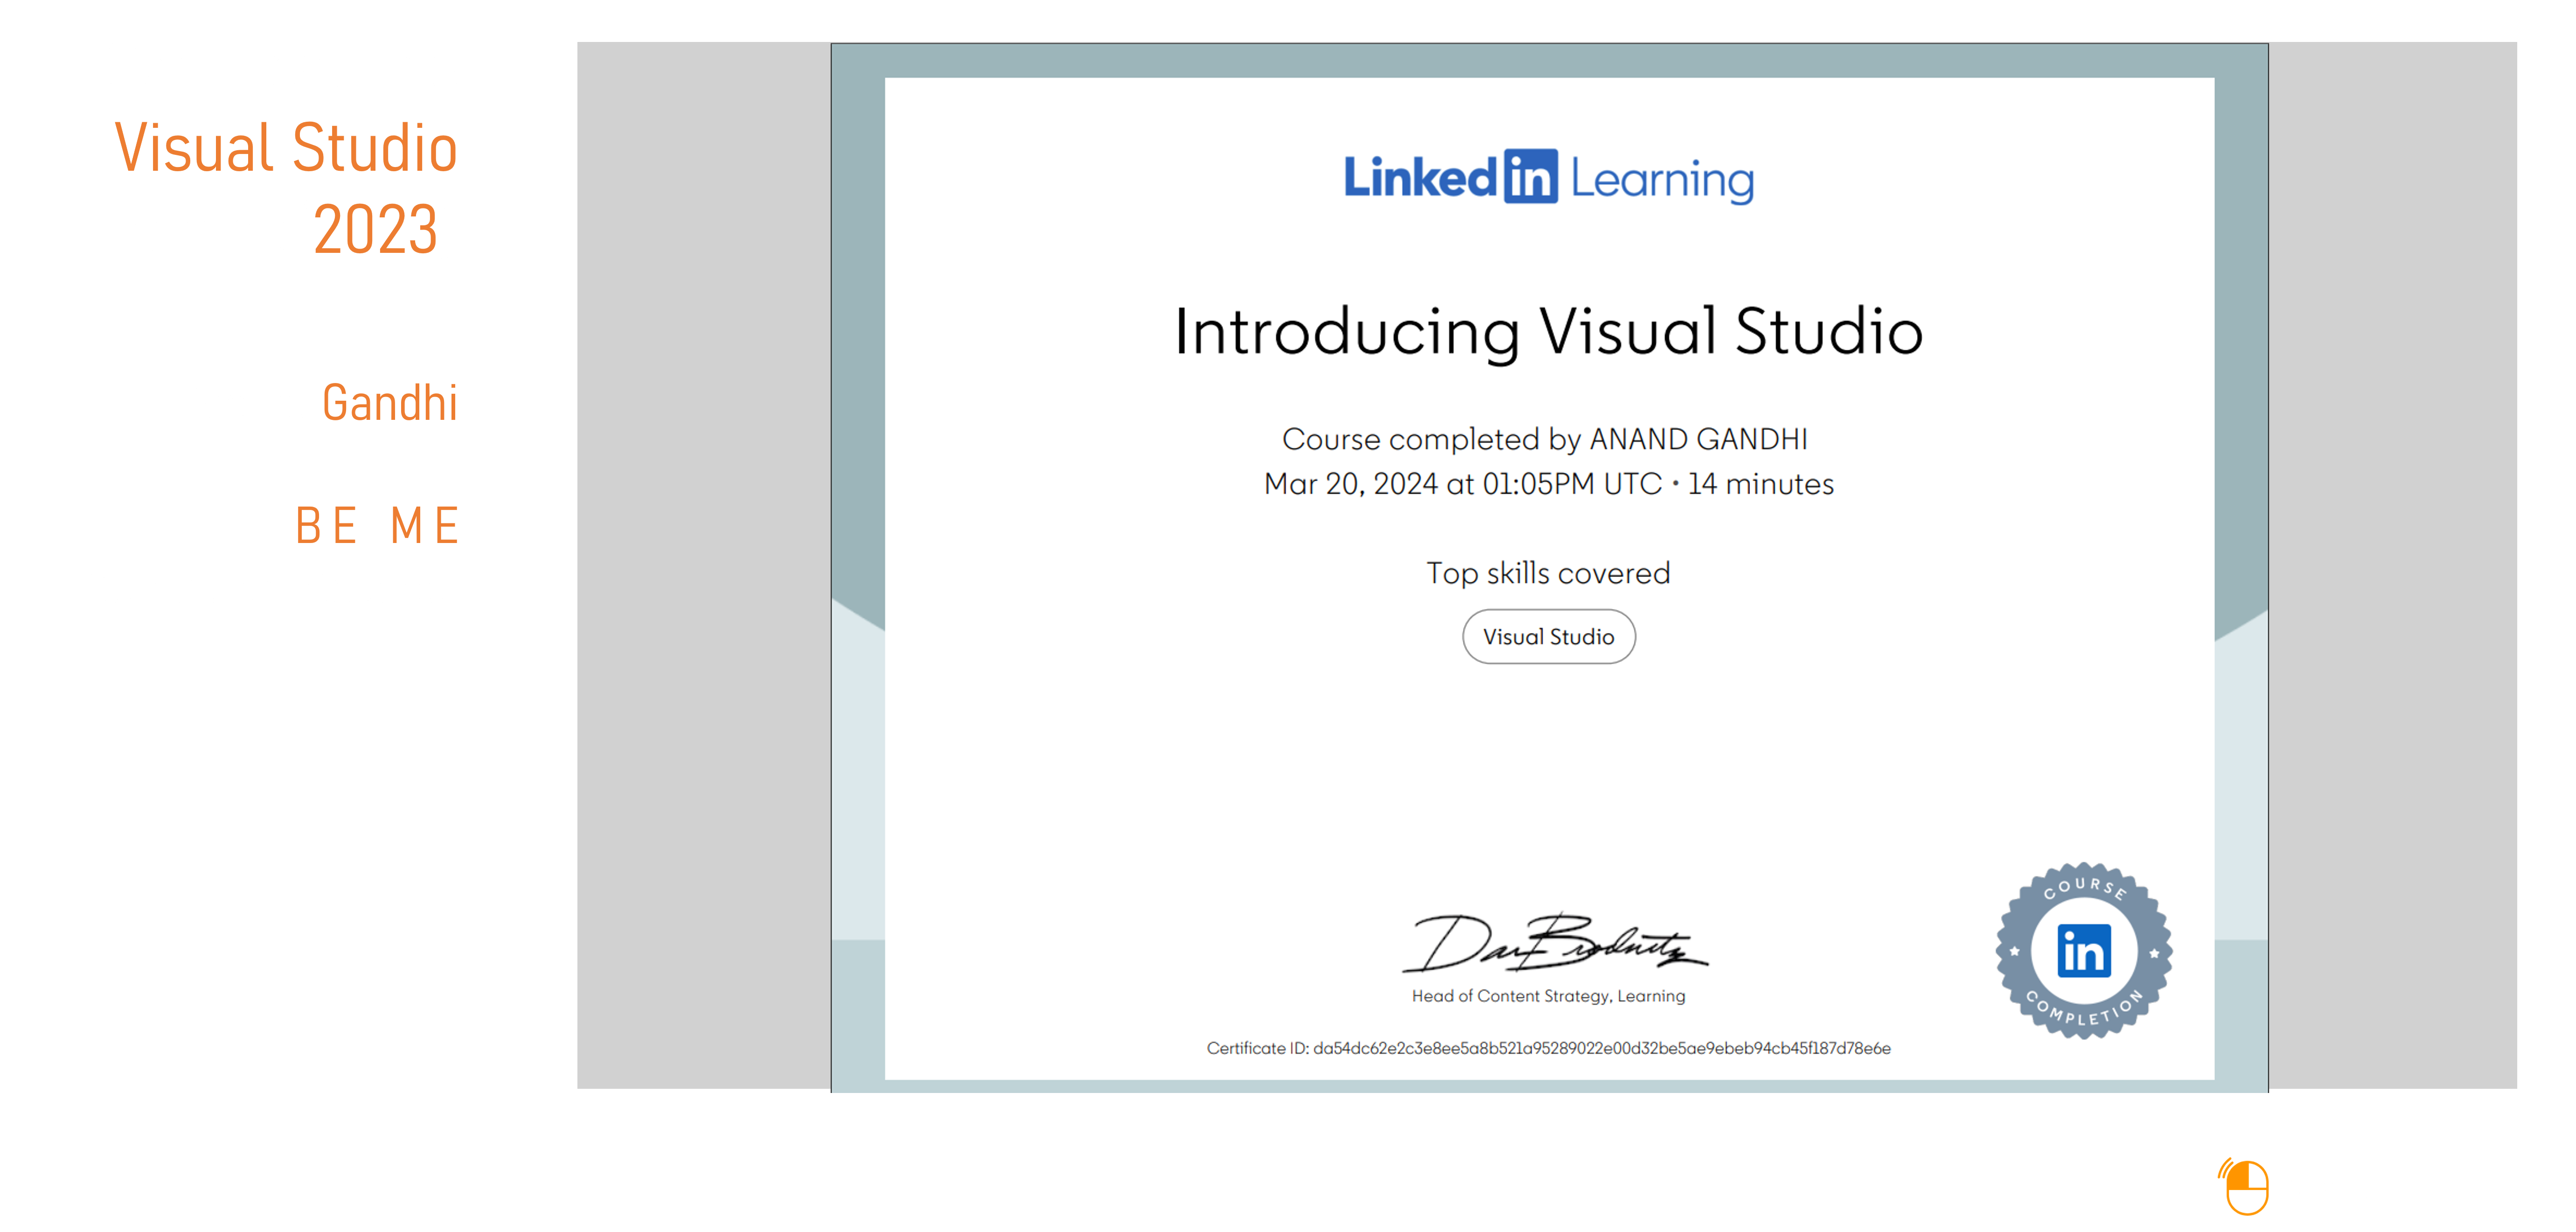 Visual Studio
2023
Gandhi
BE ME
Linked in Learning
Introducing Visual Studio
Course completed by ANAND GANDHI
Mar 20, 2024 at 01:05PM UTC • 14 minutes
Top skills covered
Visual Studio
Dan Brodnitz
Head of Content Strategy, Learning
Certificate ID: da54dc62e2c3e8ee5a8b521a95289022e00d32be5ae9ebeb94cb45f187d78e6e
COURSE
in
COMPLETION